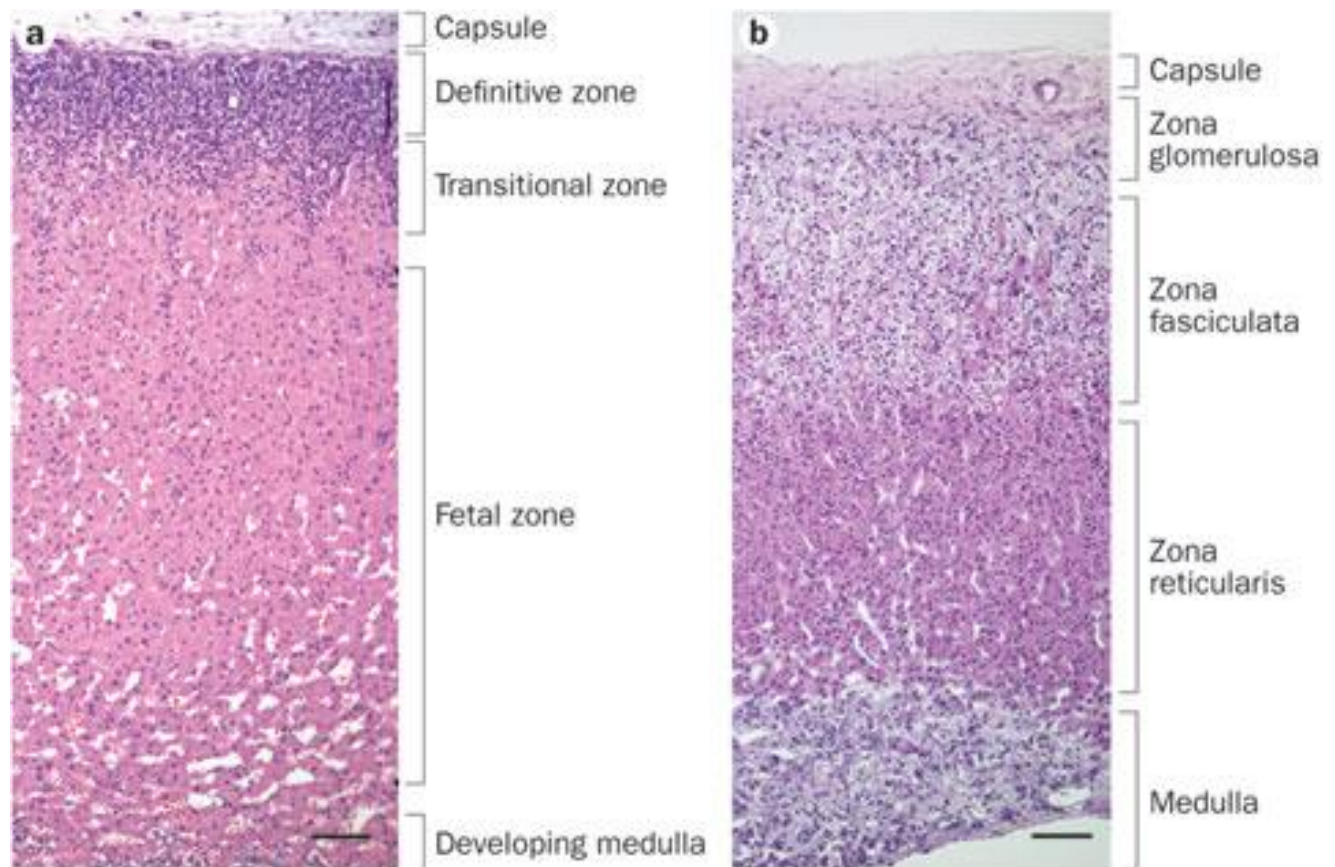 a
Capsule
Definitive zone
Transitional zone
Fetal zone
Developing medulla
b
Capsule
Zona
glomerulosa
Zona
fasciculata
Zona
reticularis
Medulla